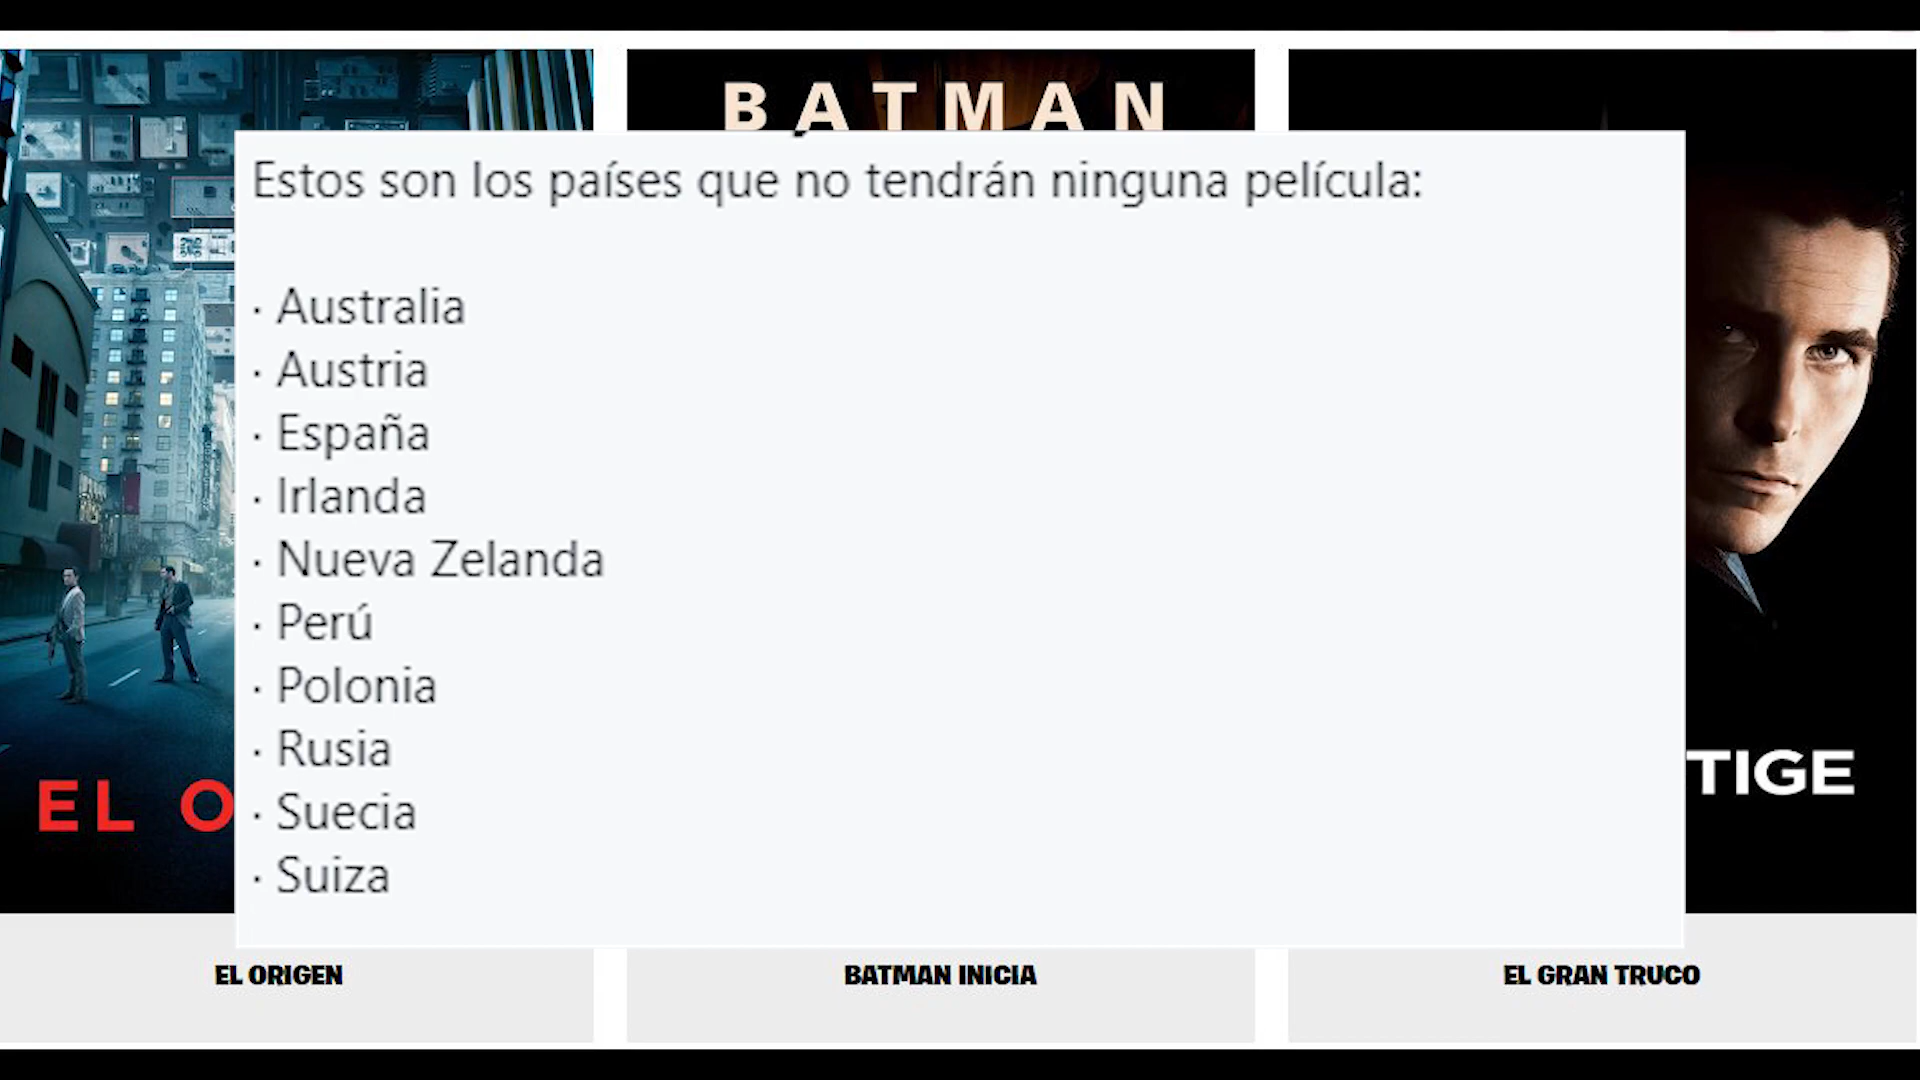 BATMAN
Estos son los países que no tendrán ninguna película:
· Australia
· Austria
· España
· Irlanda
· Nueva Zelanda
· Perú
· Polonia
· Rusia
· Suecia
· Suiza
EL O
TIGE
EL ORIGEN
BATMAN INICIA
EL GRAN TRUCO